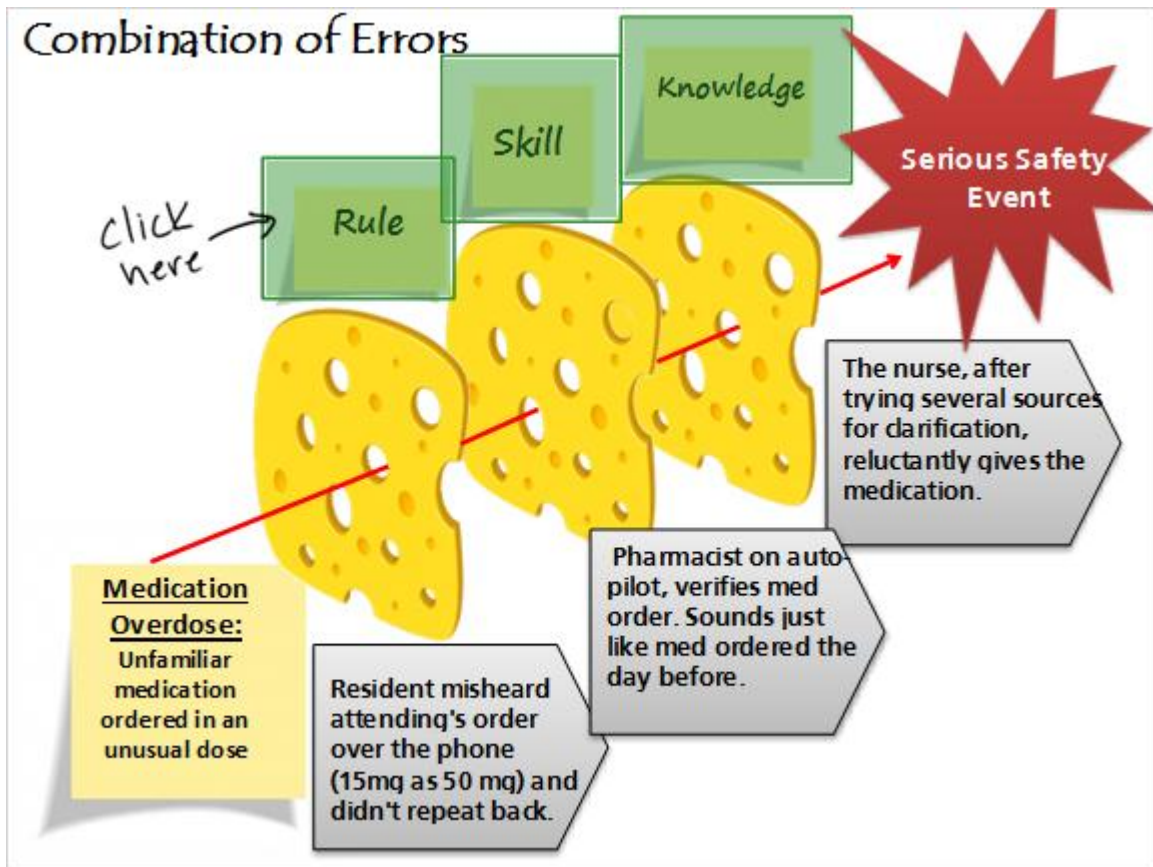 Combination of Errors
Knowledge
Skill
Rule
click
here
Serious Safety
Event
Medication
Overdose:
Unfamiliar
medication
ordered in an
unusual dose
Resident misheard
attending's order
over the phone
(15mg as 50 mg) and
didn't repeat back.
Pharmacist on auto-
pilot, verifies med
order. Sounds just
like med ordered the
day before.
The nurse, after
trying several sources
for clarification,
reluctantly gives the
medication.